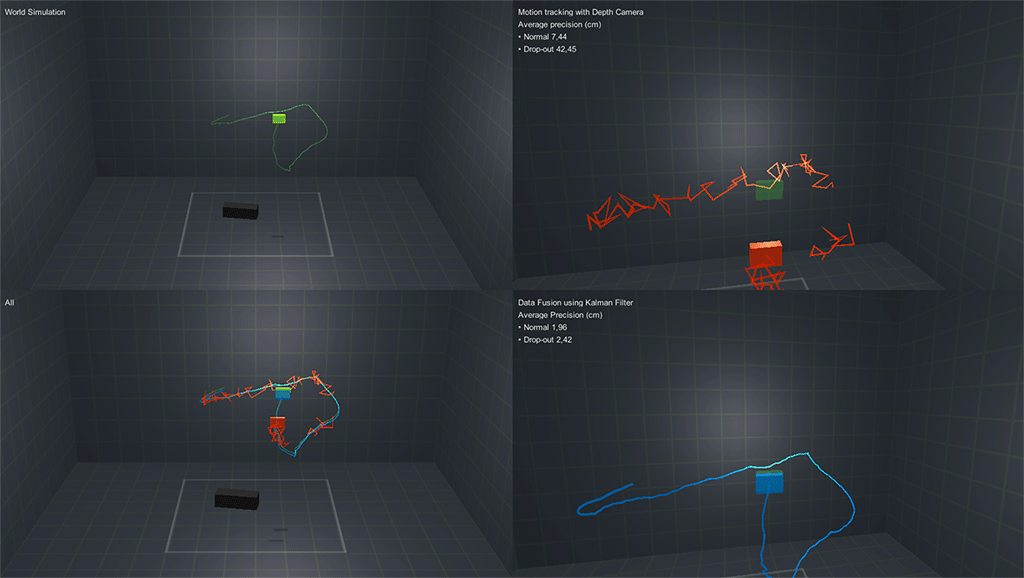 World Simulation
Motion tracking with Depth Camera
Average precision (cm)
• Normal 7,44
• Drop-out 42,45
All
Data Fusion using Kalman Filter
Average Precision (cm)
• Normal 1,96
• Drop-out 2,42